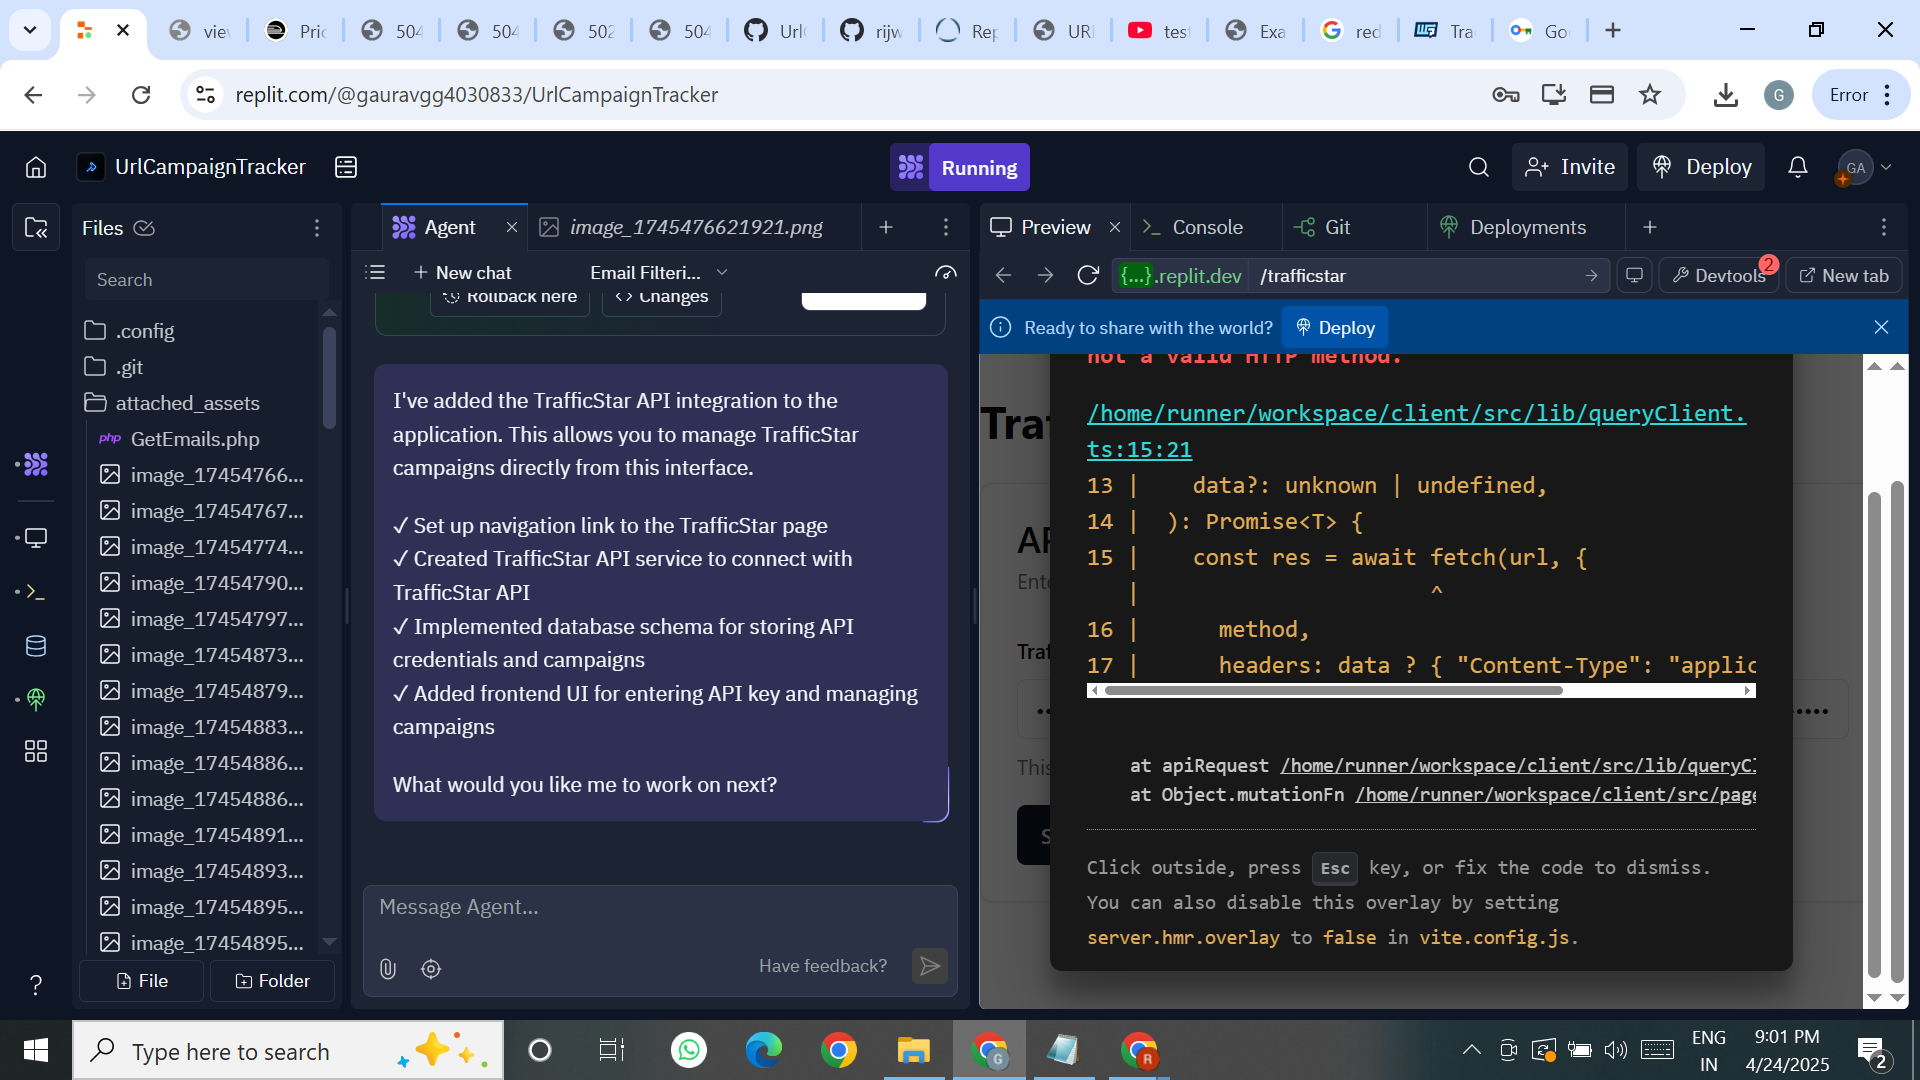 view
Pric
504
504
502
504
UrlC
rijw
Rep
URL
test
Exa
red
Tra
Goo
replit.com/@gauravgg4030833/UrlCampaignTracker
G
Error
UrlCampaignTracker
Running
Invite
Deploy
GA
Files
Agent
image_1745476621921.png
Preview
Console
Git
Deployments
Search
New chat
Email Filteri...
{...}.replit.dev
/trafficstar
Devtools
2
New tab
Rollback here
Changes
Ready to share with the world?
Deploy
.config
.git
attached_assets
php GetEmails.php
image_17454766...
image_17454767...
image_17454774...
image_17454790...
image_17454797...
image_17454873...
image_17454879...
image_17454883...
image_17454886...
image_17454886...
image_17454891...
image_17454893...
image_17454895...
image_17454895...
File
Folder
I've added the TrafficStar API integration to the
application. This allows you to manage TrafficStar
campaigns directly from this interface.
✓ Set up navigation link to the TrafficStar page
✓ Created TrafficStar API service to connect with
TrafficStar API
✓ Implemented database schema for storing API
credentials and campaigns
✓ Added frontend UI for entering API key and managing
campaigns
What would you like me to work on next?
Message Agent...
Have feedback?
Traf
AP
Ente
Traf
This
S
not a valid HTTP method.
/home/runner/workspace/client/src/lib/queryClient.
ts:15:21
13 | data?: unknown | undefined,
14 | ): Promise<T> {
15 | const res = await fetch(url, {
| ^
16 | method,
17 | headers: data ? { "Content-Type": "applic
at apiRequest /home/runner/workspace/client/src/lib/queryCl
at Object.mutationFn /home/runner/workspace/client/src/page
Click outside, press Esc key, or fix the code to dismiss.
You can also disable this overlay by setting
server.hmr.overlay to false in vite.config.js.
Type here to search
G
R
ENG
IN
9:01 PM
4/24/2025
2